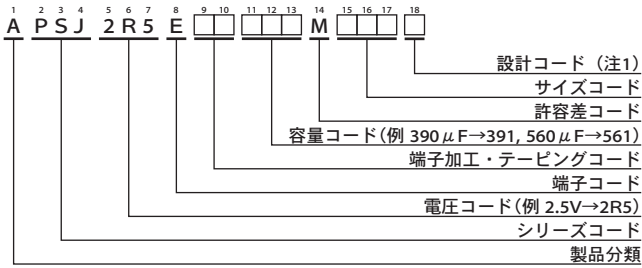 1 2 3 4 5 6 7 8 9 10 11 12 13 14 15 16 17 18
A PSJ 2R5 E □□ □□□ M □□□ □
設計コード（注1）
サイズコード
許容差コード
容量コード（例 390μF→391, 560μF→561）
端子加工・テーピングコード
端子コード
電圧コード（例 2.5V→2R5）
シリーズコード
製品分類